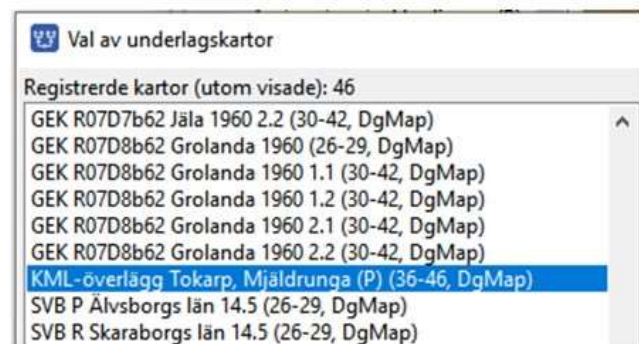 Val av underlagskartor
Registrerde kartor (utom visade): 46
GEK R07D7b62 Jäla 1960 2.2 (30-42, DgMap)
GEK R07D8b62 Grolanda 1960 (26-29, DgMap)
GEK R07D8b62 Grolanda 1960 1.1 (30-42, DgMap)
GEK R07D8b62 Grolanda 1960 1.2 (30-42, DgMap)
GEK R07D8b62 Grolanda 1960 2.1 (30-42, DgMap)
GEK R07D8b62 Grolanda 1960 2.2 (30-42, DgMap)
KML-överlägg Tokarp, Mjäldrunga (P) (36-46, DgMap)
SVB P Älvsborgs län 14.5 (26-29, DgMap)
SVB R Skaraborgs län 14.5 (26-29, DgMap)